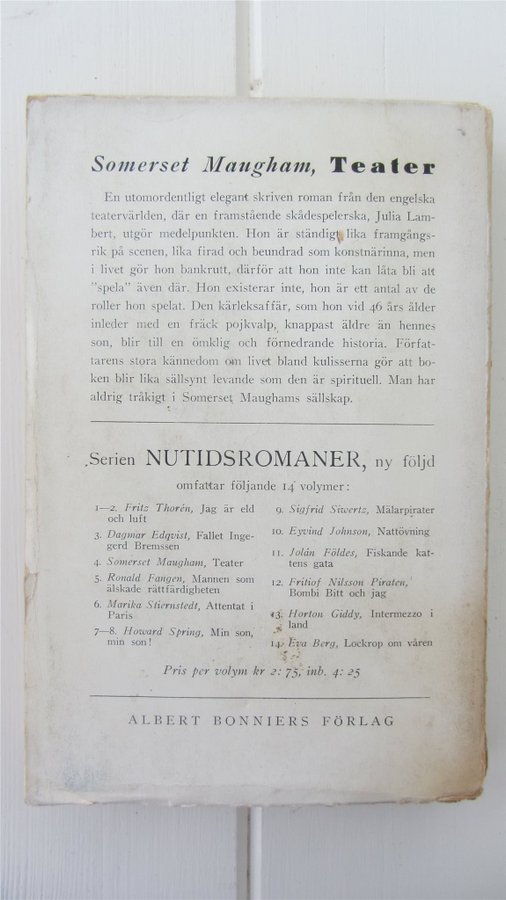 Somerset Maugham, Teater
En utomordentligt elegant skriven roman från den engelska
teatervärlden, där en framstående skådespelerska, Julia Lam-
bert, utgör medelpunkten. Hon är ständigt lika framgångs-
rik på scenen, lika firad och beundrad som konstnärinna, men
i livet gör hon bankrutt, därför att hon inte kan låta bli att
"spela" även där. Hon existerar inte, hon är ett antal av de
roller hon spelat. Den kärleksaffär, som hon vid 46 års ålder
inleder med en fräck pojkvalp, knappast äldre än hennes
son, blir till en ömklig och förnedrande historia. Förfat-
tarens stora kännedom om livet bland kulisserna gör att bo-
ken blir lika sällsynt levande som den är spirituell. Man har
aldrig tråkigt i Somerset Maughams sällskap.
Serien NUTIDSROMANER, ny följd
omfattar följande 14 volymer:
1—2. Fritz Thorén, Jag är eld
och luft
3. Dagmar Edqvist, Fallet Inge-
gerd Bremssen
4. Somerset Maugham, Teater
5. Ronald Fangen, Mannen som
älskade rättfärdigheten
6. Marika Stiernstedt, Attentat i
Paris
7—8. Howard Spring, Min son,
min son!
9. Sigfrid Siwertz, Mälarpirater
10. Eyvind Johnson, Nattövning
11. Jolán Földes, Fiskande kat-
tens gata
12. Fritiof Nilsson Piraten,
Bombi Bitt och jag
13. Horton Giddy, Intermezzo i
land
14. Eva Berg, Lockrop om våren
Pris per volym kr 2: 75, inb. 4: 25
ALBERT BONNIERS FÖRLAG